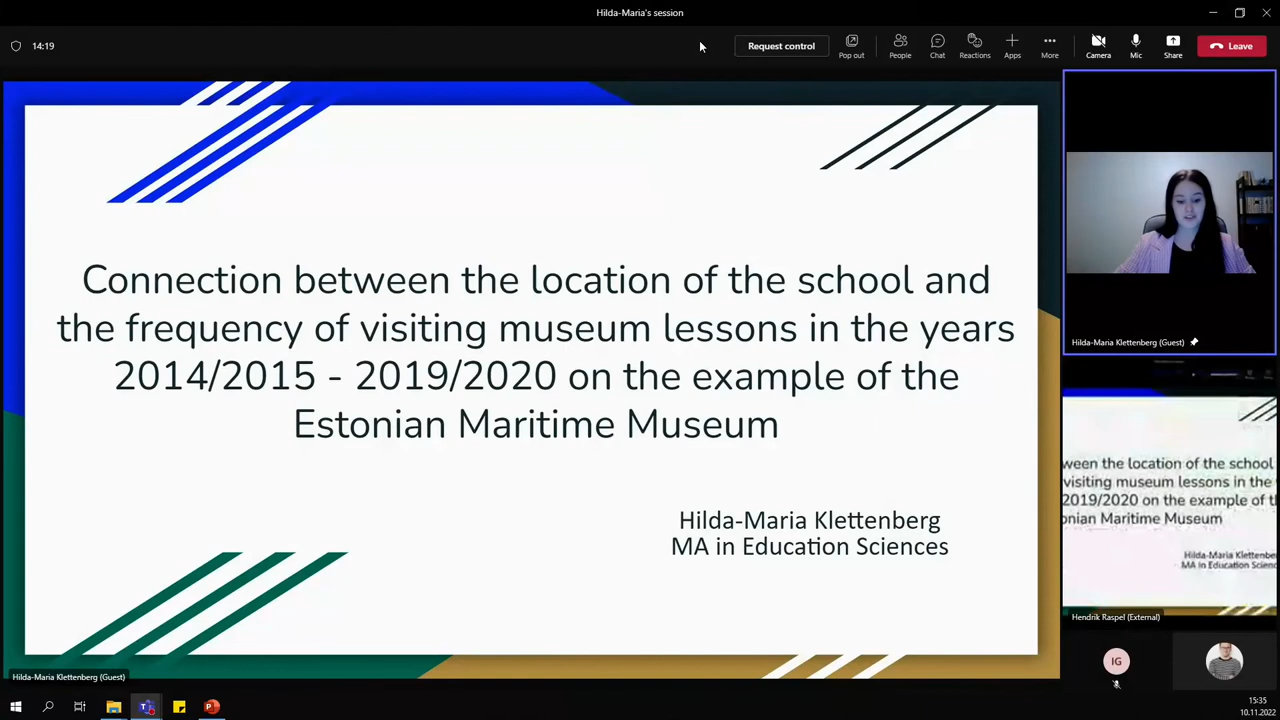 Hilda-Maria's session
14:19
Request control
Pop out
People
Chat
Reactions
Apps
More
Camera
Mic
Share
Leave
Connection between the location of the school and
the frequency of visiting museum lessons in the years
2014/2015 - 2019/2020 on the example of the
Estonian Maritime Museum
Hilda-Maria Klettenberg
MA in Education Sciences
Hilda-Maria Klettenberg (Guest)
Hilda-Maria Klettenberg (Guest)
ween the location of the school
visiting museum lessons in the
2019/2020 on the example of t
onian Maritime Museum
Hilda-Maria Klettenbe
MA in Education Scienc
Hendrik Raspel (External)
IG
15:35
10.11.2022